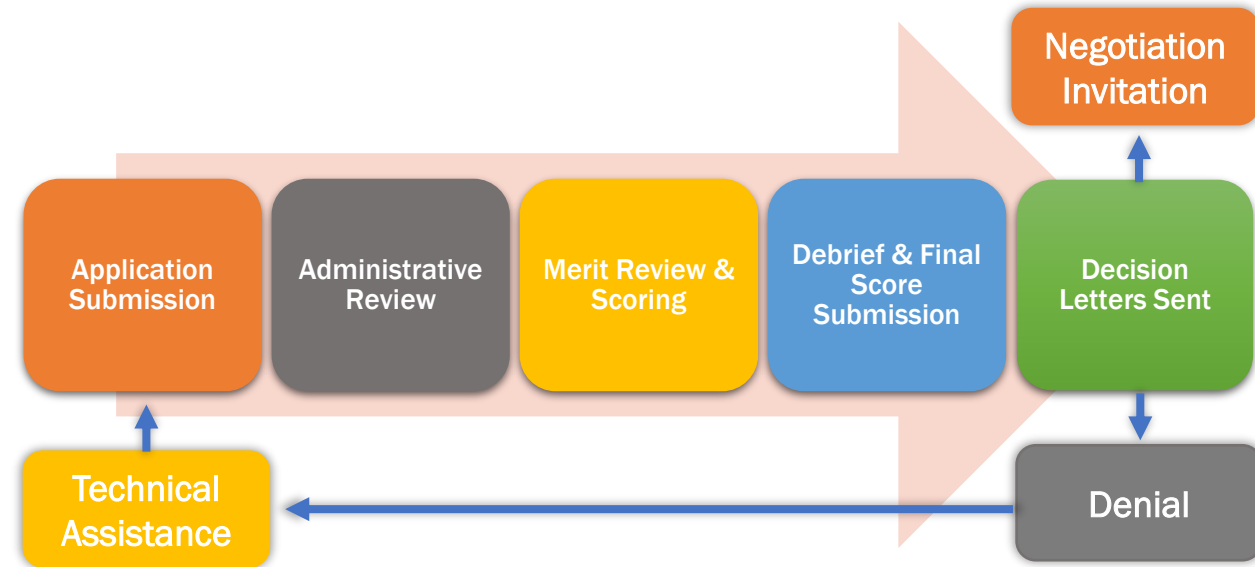 Negotiation
Invitation
Application
Submission
Administrative
Review
Merit Review &
Scoring
Debrief & Final
Score
Submission
Decision
Letters Sent
Technical
Assistance
Denial